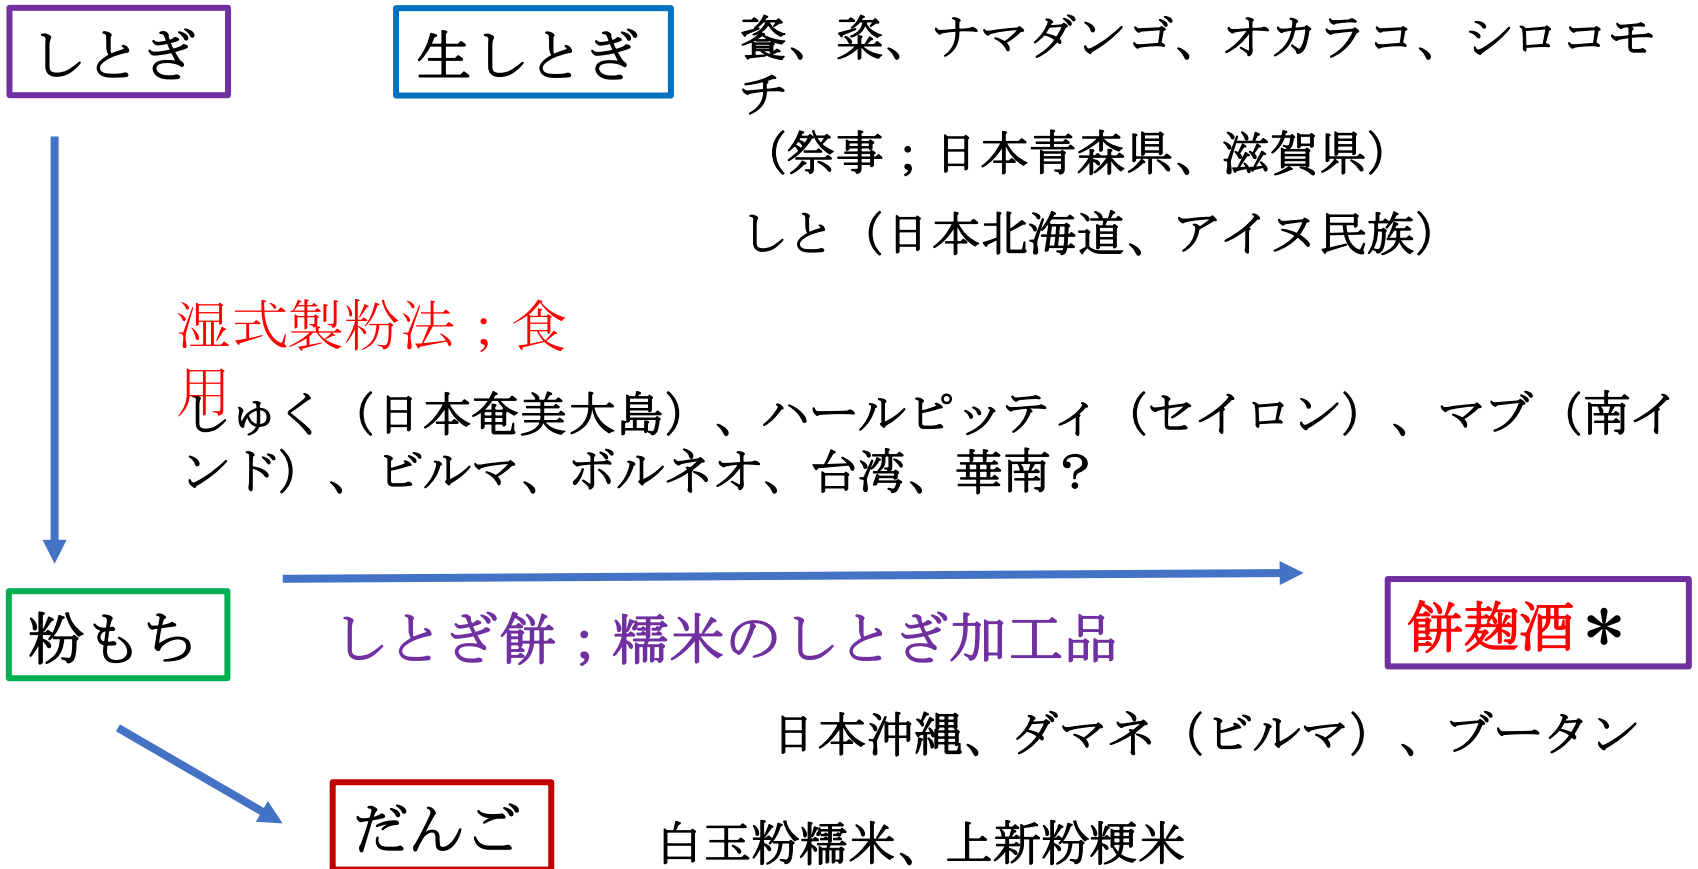 しとぎ
生しとぎ
粢、ナマダンゴ、オカラコ、シロコモ
チ
（祭事；日本青森県、滋賀県）
しと（日本北海道、アイヌ民族）
湿式製粉法；食
用
しゅく（日本奄美大島）、ハールピッティ（セイロン）、マブ（南イ
ンド）、ビルマ、ボルネオ、台湾、華南？
粉もち
しとぎ餅；糯米のしとぎ加工品
餅麹酒＊
日本沖縄、ダマネ（ビルマ）、ブータン
だんご
白玉粉糯米、上新粉粳米